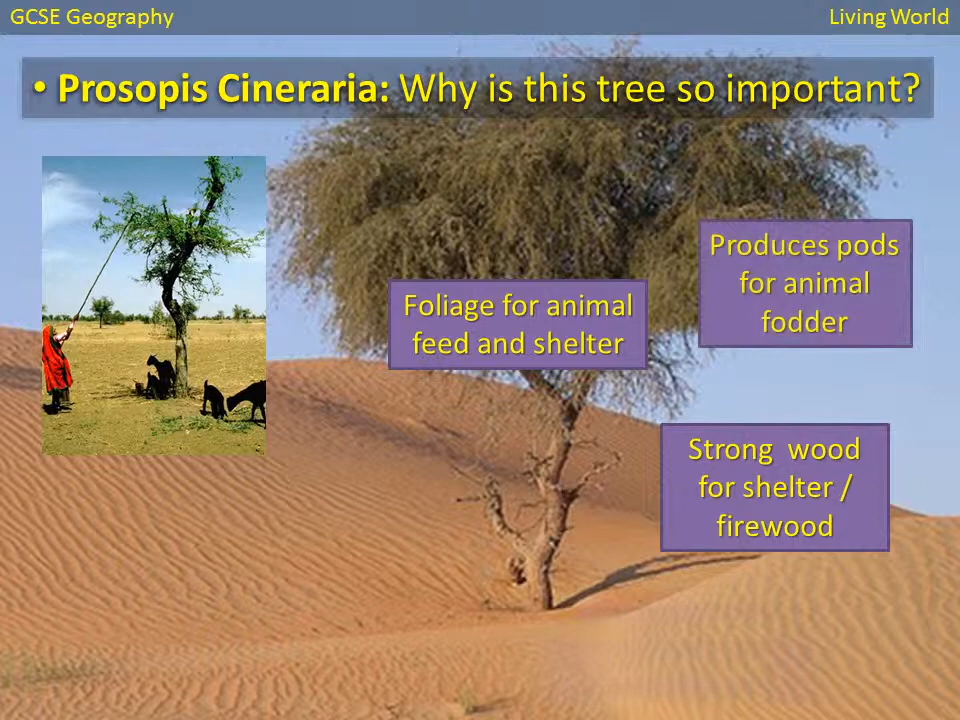 GCSE Geography
Living World
• Prosopis Cineraria: Why is this tree so important?
Foliage for animal
feed and shelter
Produces pods
for animal
fodder
Strong wood
for shelter /
firewood